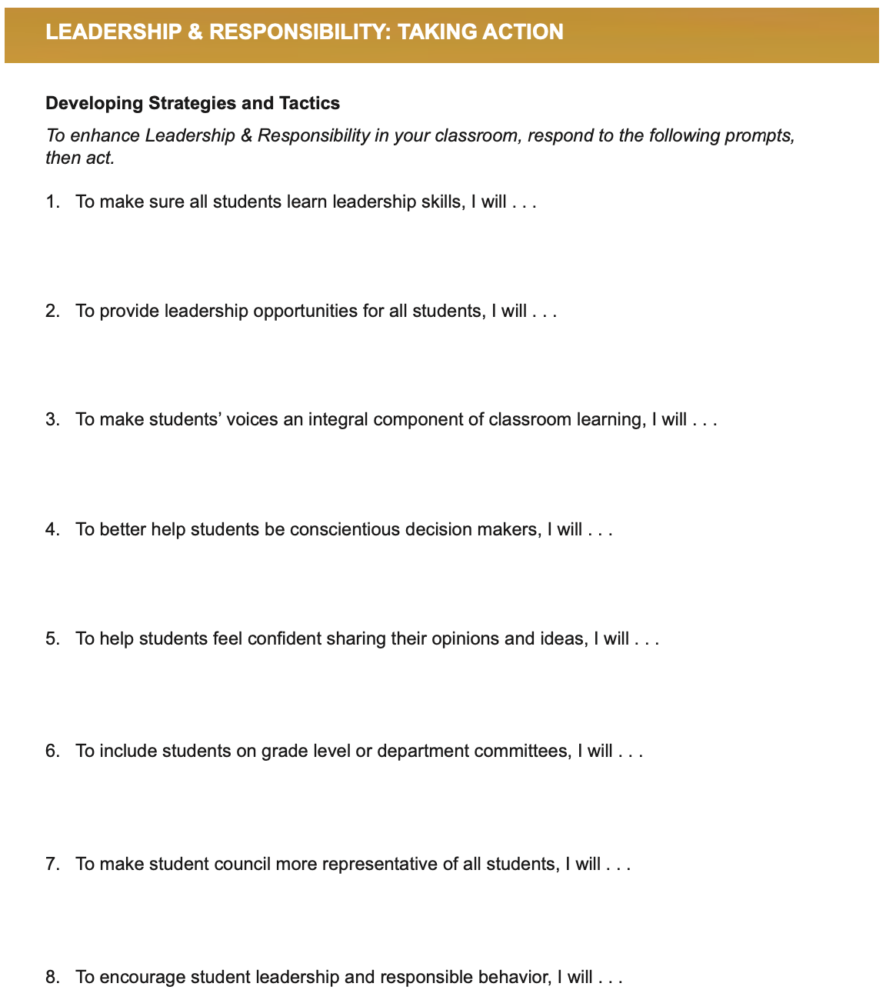 LEADERSHIP & RESPONSIBILITY: TAKING ACTION
Developing Strategies and Tactics
To enhance Leadership & Responsibility in your classroom, respond to the following prompts,
then act.
1. To make sure all students learn leadership skills, I will . . .
2. To provide leadership opportunities for all students, I will . . .
3. To make students’ voices an integral component of classroom learning, I will . . .
4. To better help students be conscientious decision makers, I will . . .
5. To help students feel confident sharing their opinions and ideas, I will . . .
6. To include students on grade level or department committees, I will . . .
7. To make student council more representative of all students, I will . . .
8. To encourage student leadership and responsible behavior, I will . . .